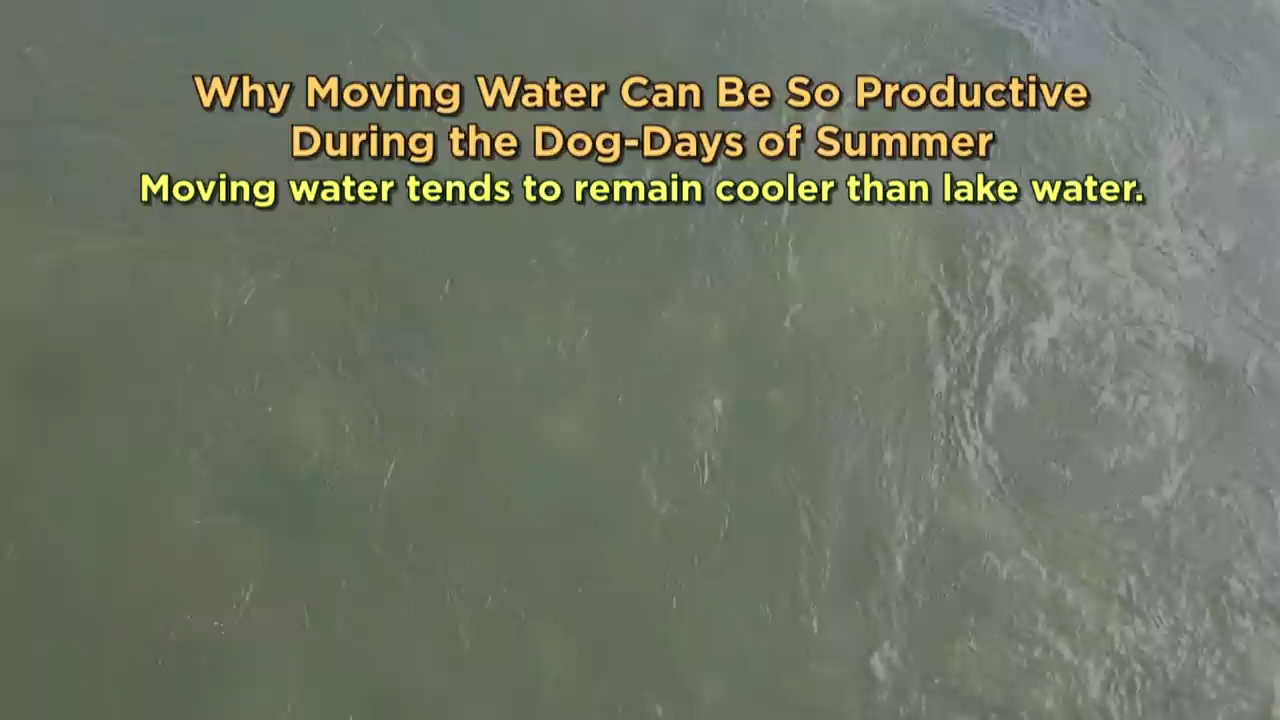 Why Moving Water Can Be So Productive
During the Dog-Days of Summer
Moving water tends to remain cooler than lake water.